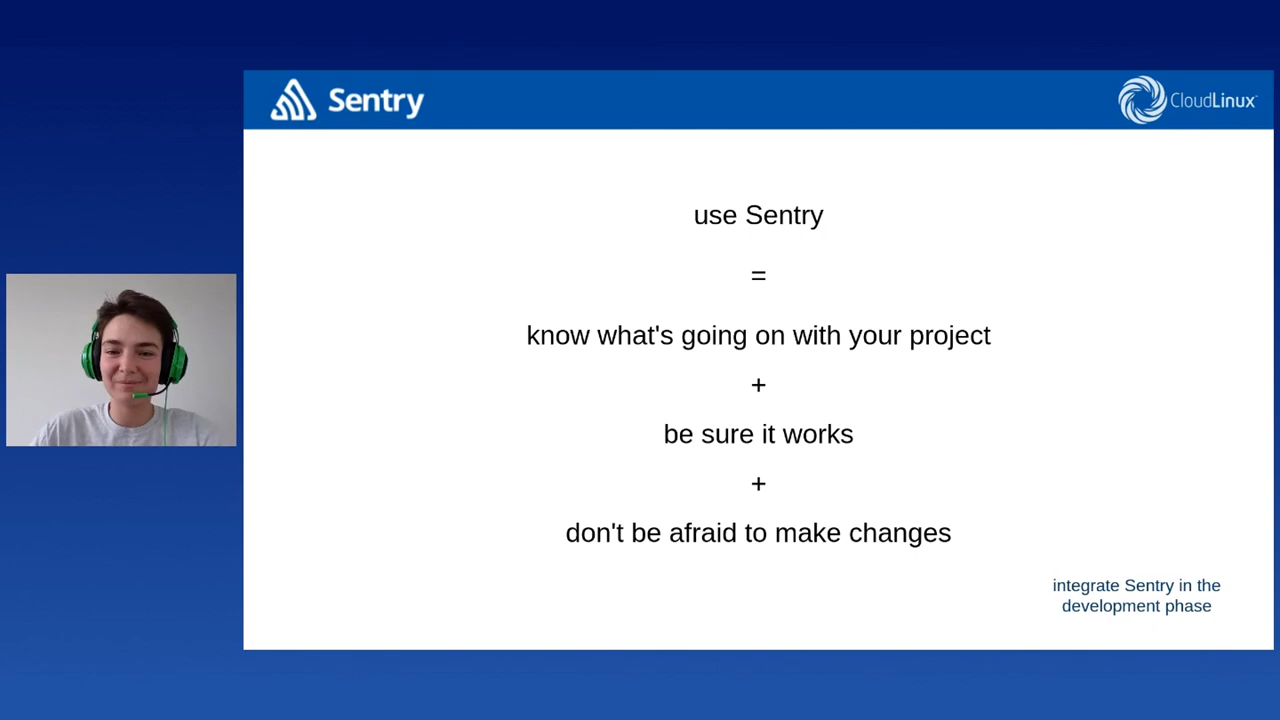 Sentry
CloudLinux
use Sentry
=
know what's going on with your project
+
be sure it works
+
don't be afraid to make changes
integrate Sentry in the
development phase